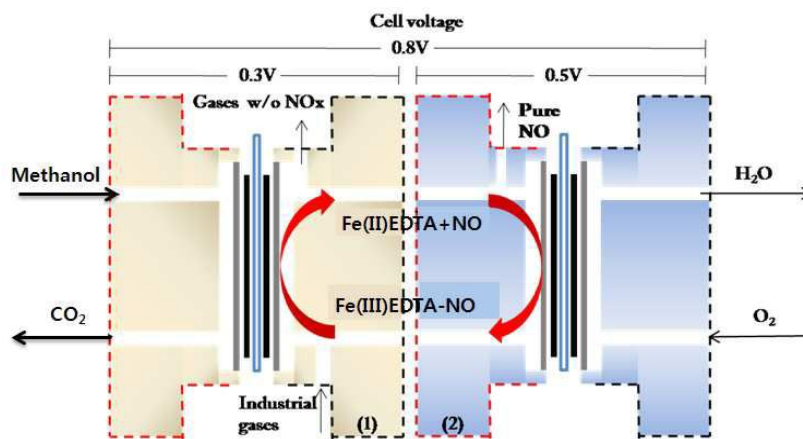 Cell voltage
0.8V
0.3V
0.5V
Gases w/o NOx
Pure
NO
Methanol
H₂O
Fe(II)EDTA+NO
Fe(III)EDTA-NO
CO₂
O₂
Industrial
gases
(1)
(2)